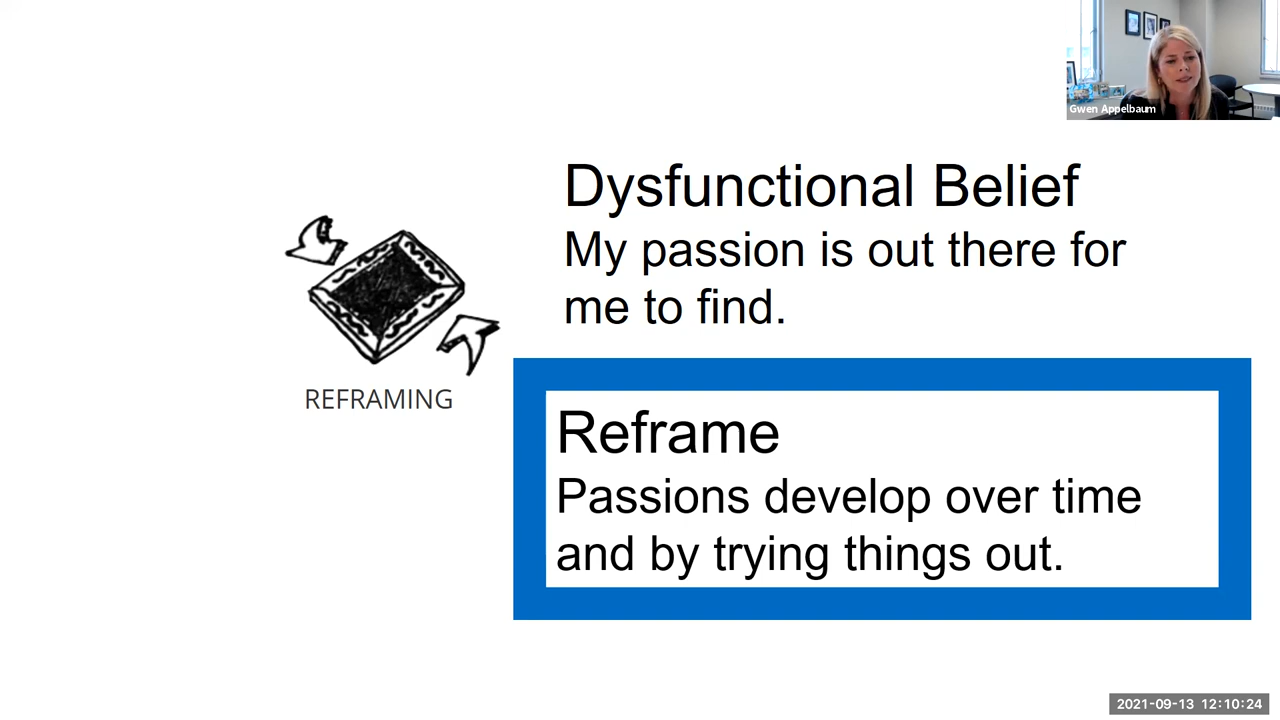 Gwen Appelbaum
Dysfunctional Belief
My passion is out there for
me to find.
REFRAMING
Reframe
Passions develop over time
and by trying things out.
2021-09-13 12:10:24